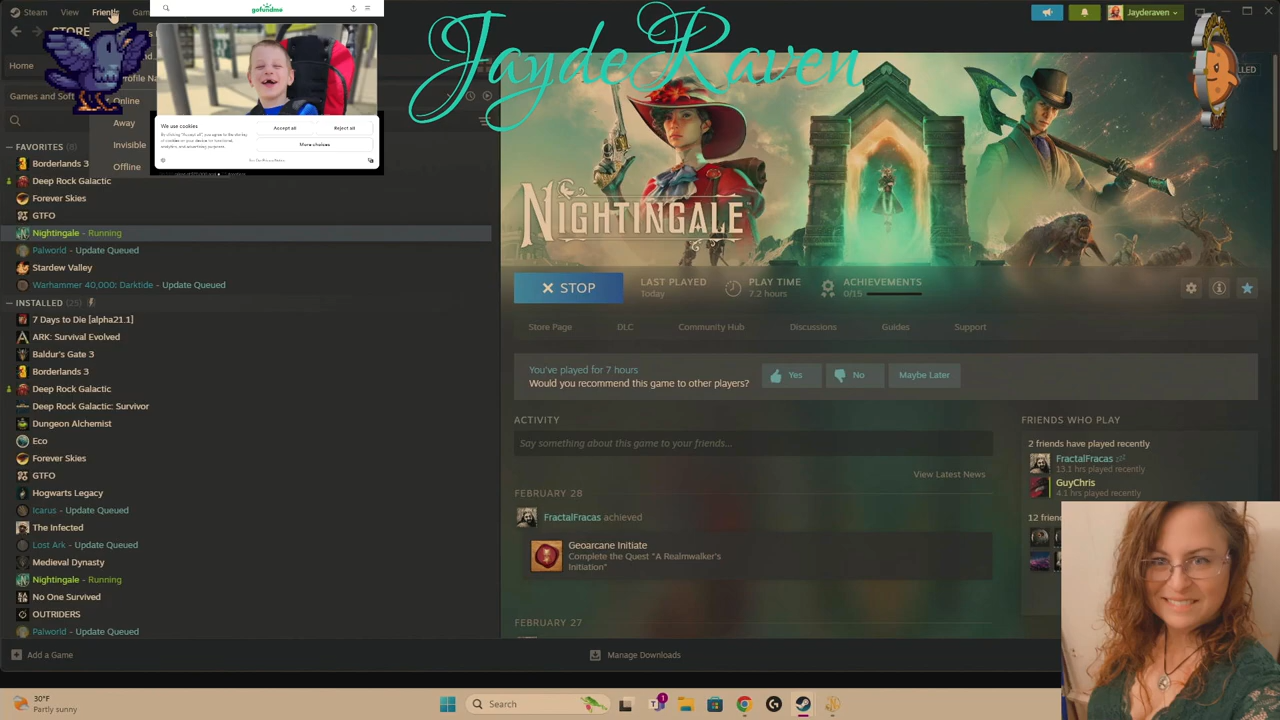 Steam
View
Friends
Gam
STORE
Home
Games and Soft
Online
Away
Invisible
Offline
gofundme
We use cookies
Accept all
Reject all
More choices
JaydeRaven
Jayderaven
FAVORITES (8)
Borderlands 3
Deep Rock Galactic
Forever Skies
GTFO
Nightingale - Running
Palworld - Update Queued
Stardew Valley
Warhammer 40,000: Darktide - Update Queued
INSTALLED (25)
7 Days to Die [alpha21.1]
ARK: Survival Evolved
Baldur's Gate 3
Borderlands 3
Deep Rock Galactic
Deep Rock Galactic: Survivor
Dungeon Alchemist
Eco
Forever Skies
GTFO
Hogwarts Legacy
Icarus - Update Queued
The Infected
Lost Ark - Update Queued
Medieval Dynasty
Nightingale - Running
No One Survived
OUTRIDERS
Palworld - Update Queued
NIGHTINGALE
STOP
LAST PLAYED
Today
PLAY TIME
7.2 hours
ACHIEVEMENTS
0/15
Store Page
DLC
Community Hub
Discussions
Guides
Support
You've played for 7 hours
Would you recommend this game to other players?
Yes
No
Maybe Later
ACTIVITY
Say something about this game to your friends...
View Latest News
FEBRUARY 28
FractalFracas achieved
Geoarcane Initiate
Complete the Quest "A Realmwalker's
Initiation"
FEBRUARY 27
FRIENDS WHO PLAY
2 friends have played recently
FractalFracas
13.1 hrs played recently
GuyChris
4.1 hrs played recently
12 frien
Add a Game
Manage Downloads
30°F
Partly sunny
Search
1